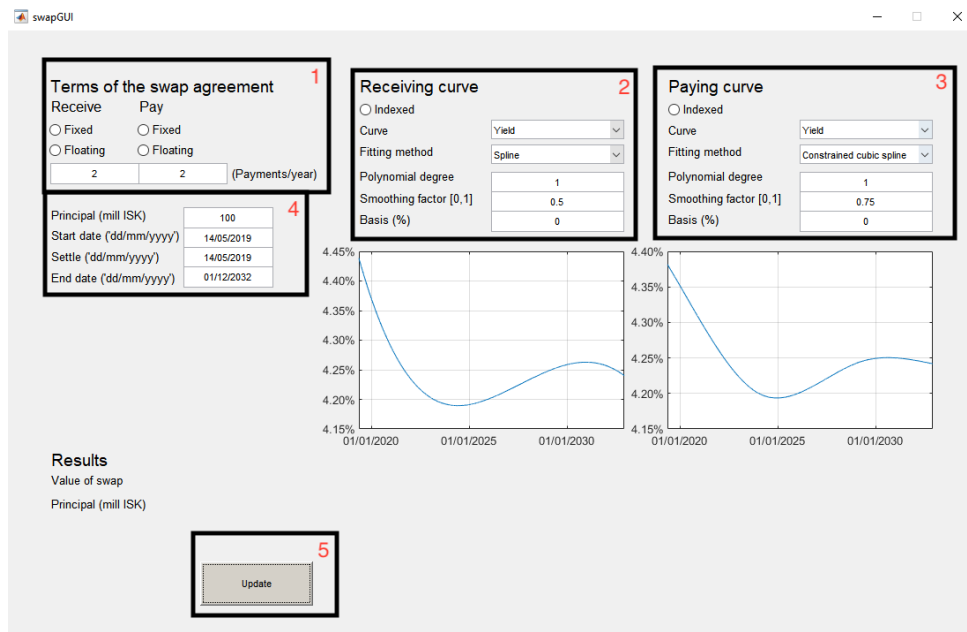 swapGUI
1
Terms of the swap agreement
Receive Pay
Fixed Fixed
Floating Floating
2 2 (Payments/year)
2
Receiving curve
Indexed
Curve Yield
Fitting method Spline
Polynomial degree 1
Smoothing factor [0,1] 0.5
Basis (%) 0
3
Paying curve
Indexed
Curve Yield
Fitting method Constrained cubic spline
Polynomial degree 1
Smoothing factor [0,1] 0.75
Basis (%) 0
4
Principal (mill ISK) 100
Start date ('dd/mm/yyyy') 14/05/2019
Settle ('dd/mm/yyyy') 14/05/2019
End date ('dd/mm/yyyy') 01/12/2032
4.45%
4.40%
4.35%
4.30%
4.25%
4.20%
4.15%
01/01/2020 01/01/2025 01/01/2030
4.40%
4.35%
4.30%
4.25%
4.20%
4.15%
01/01/2020 01/01/2025 01/01/2030
Results
Value of swap
Principal (mill ISK)
5
Update